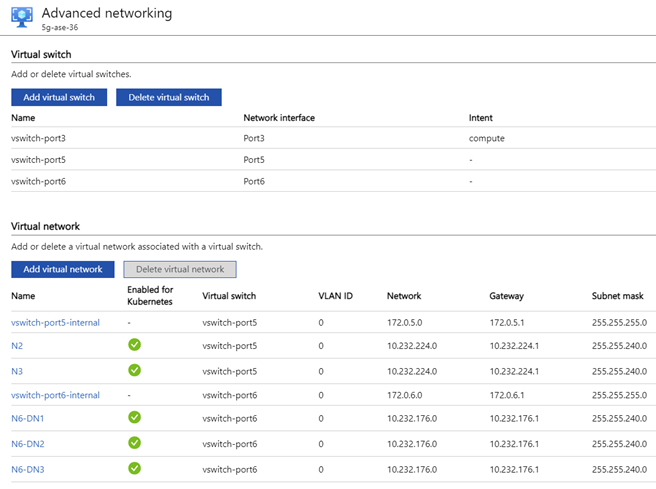 Advanced networking
5g-ase-36
Virtual switch
Add or delete virtual switches.
Add virtual switch Delete virtual switch
Name Network interface Intent
vswitch-port3 Port3 compute
vswitch-port5 Port5 -
vswitch-port6 Port6 -
Virtual network
Add or delete a virtual network associated with a virtual switch.
Add virtual network Delete virtual network
Name Enabled for Kubernetes Virtual switch VLAN ID Network Gateway Subnet mask
vswitch-port5-internal - vswitch-port5 0 172.0.5.0 172.0.5.1 255.255.255.0
N2 vswitch-port5 0 10.232.224.0 10.232.224.1 255.255.240.0
N3 vswitch-port5 0 10.232.224.0 10.232.224.1 255.255.240.0
vswitch-port6-internal - vswitch-port6 0 172.0.6.0 172.0.6.1 255.255.255.0
N6-DN1 vswitch-port6 0 10.232.176.0 10.232.176.1 255.255.240.0
N6-DN2 vswitch-port6 0 10.232.176.0 10.232.176.1 255.255.240.0
N6-DN3 vswitch-port6 0 10.232.176.0 10.232.176.1 255.255.240.0